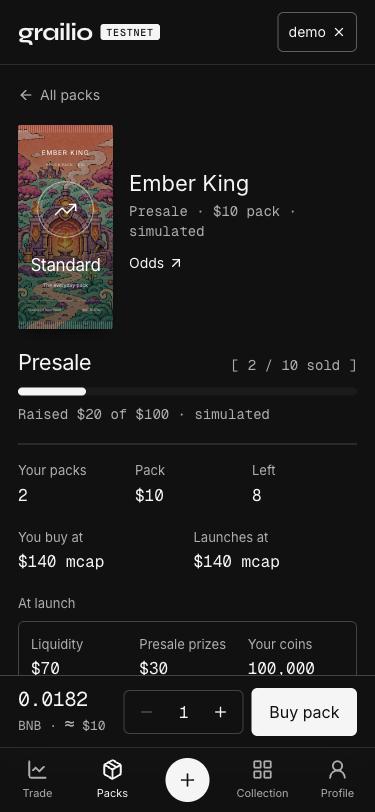 grailio TESTNET
demo ×
← All packs
EMBER KING
Standard
The everyday pack
Ember King
Presale · $10 pack ·
simulated
Odds ↗
Presale [ 2 / 10 sold ]
Raised $20 of $100 · simulated
Your packs Pack Left
2 $10 8
You buy at Launches at
$140 mcap $140 mcap
At launch
Liquidity Presale prizes Your coins
$70 $30 100,000
0.0182
BNB · ≈ $10
− 1 +
Buy pack
Trade Packs + Collection Profile